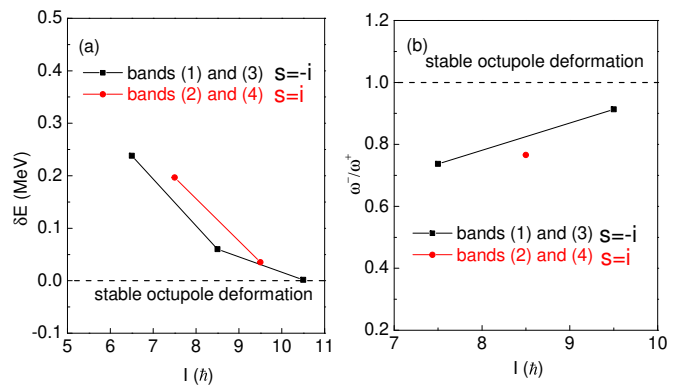 (a)
bands (1) and (3) s=-i
bands (2) and (4) s=i
stable octupole deformation
δE (MeV)
0.5
0.4
0.3
0.2
0.1
0.0
-0.1
5 6 7 8 9 10 11
I (ħ)
(b)
stable octupole deformation
bands (1) and (3) s=-i
bands (2) and (4) s=i
ω⁻/ω⁺
1.2
1.0
0.8
0.6
0.4
0.2
7 8 9 10
I (ħ)